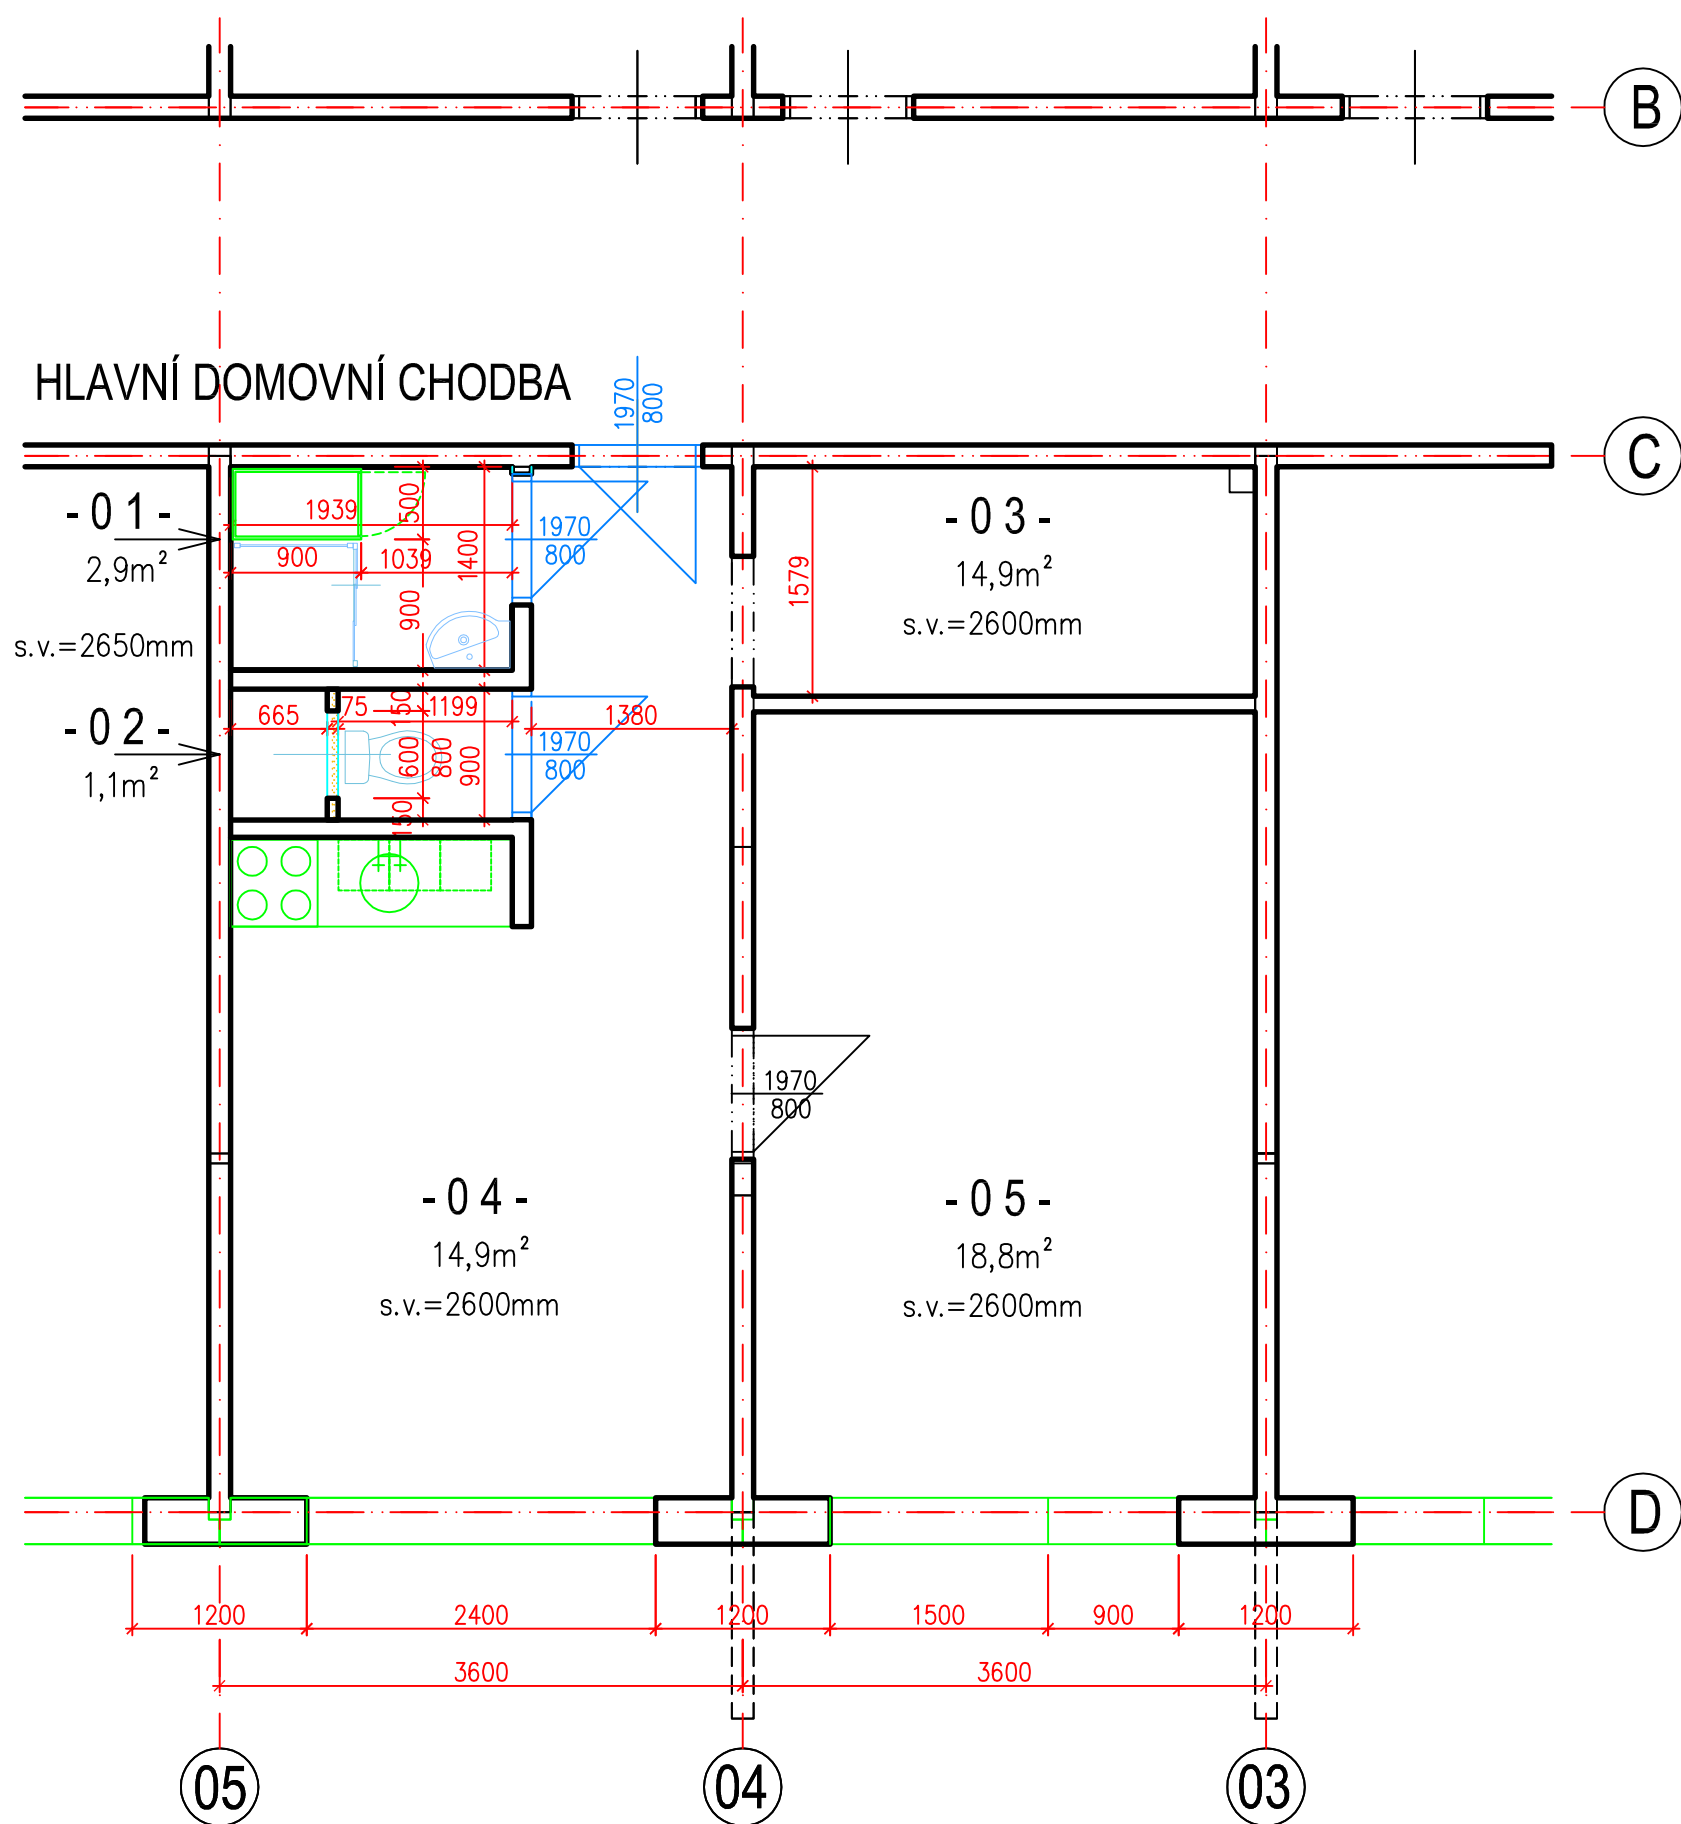 B
HLAVNÍ DOMOVNÍ CHODBA
1970
800
C
- 0 1 -
2,9m²
s.v.=2650mm
1939
500
900
1039
1400
900
1970
800
1579
- 0 3 -
14,9m²
s.v.=2600mm
- 0 2 -
1,1m²
665
75
150
1199
1380
600
800
900
150
1970
800
1970
800
- 0 4 -
14,9m²
s.v.=2600mm
- 0 5 -
18,8m²
s.v.=2600mm
D
1200
2400
1200
1500
900
1200
3600
3600
05
04
03